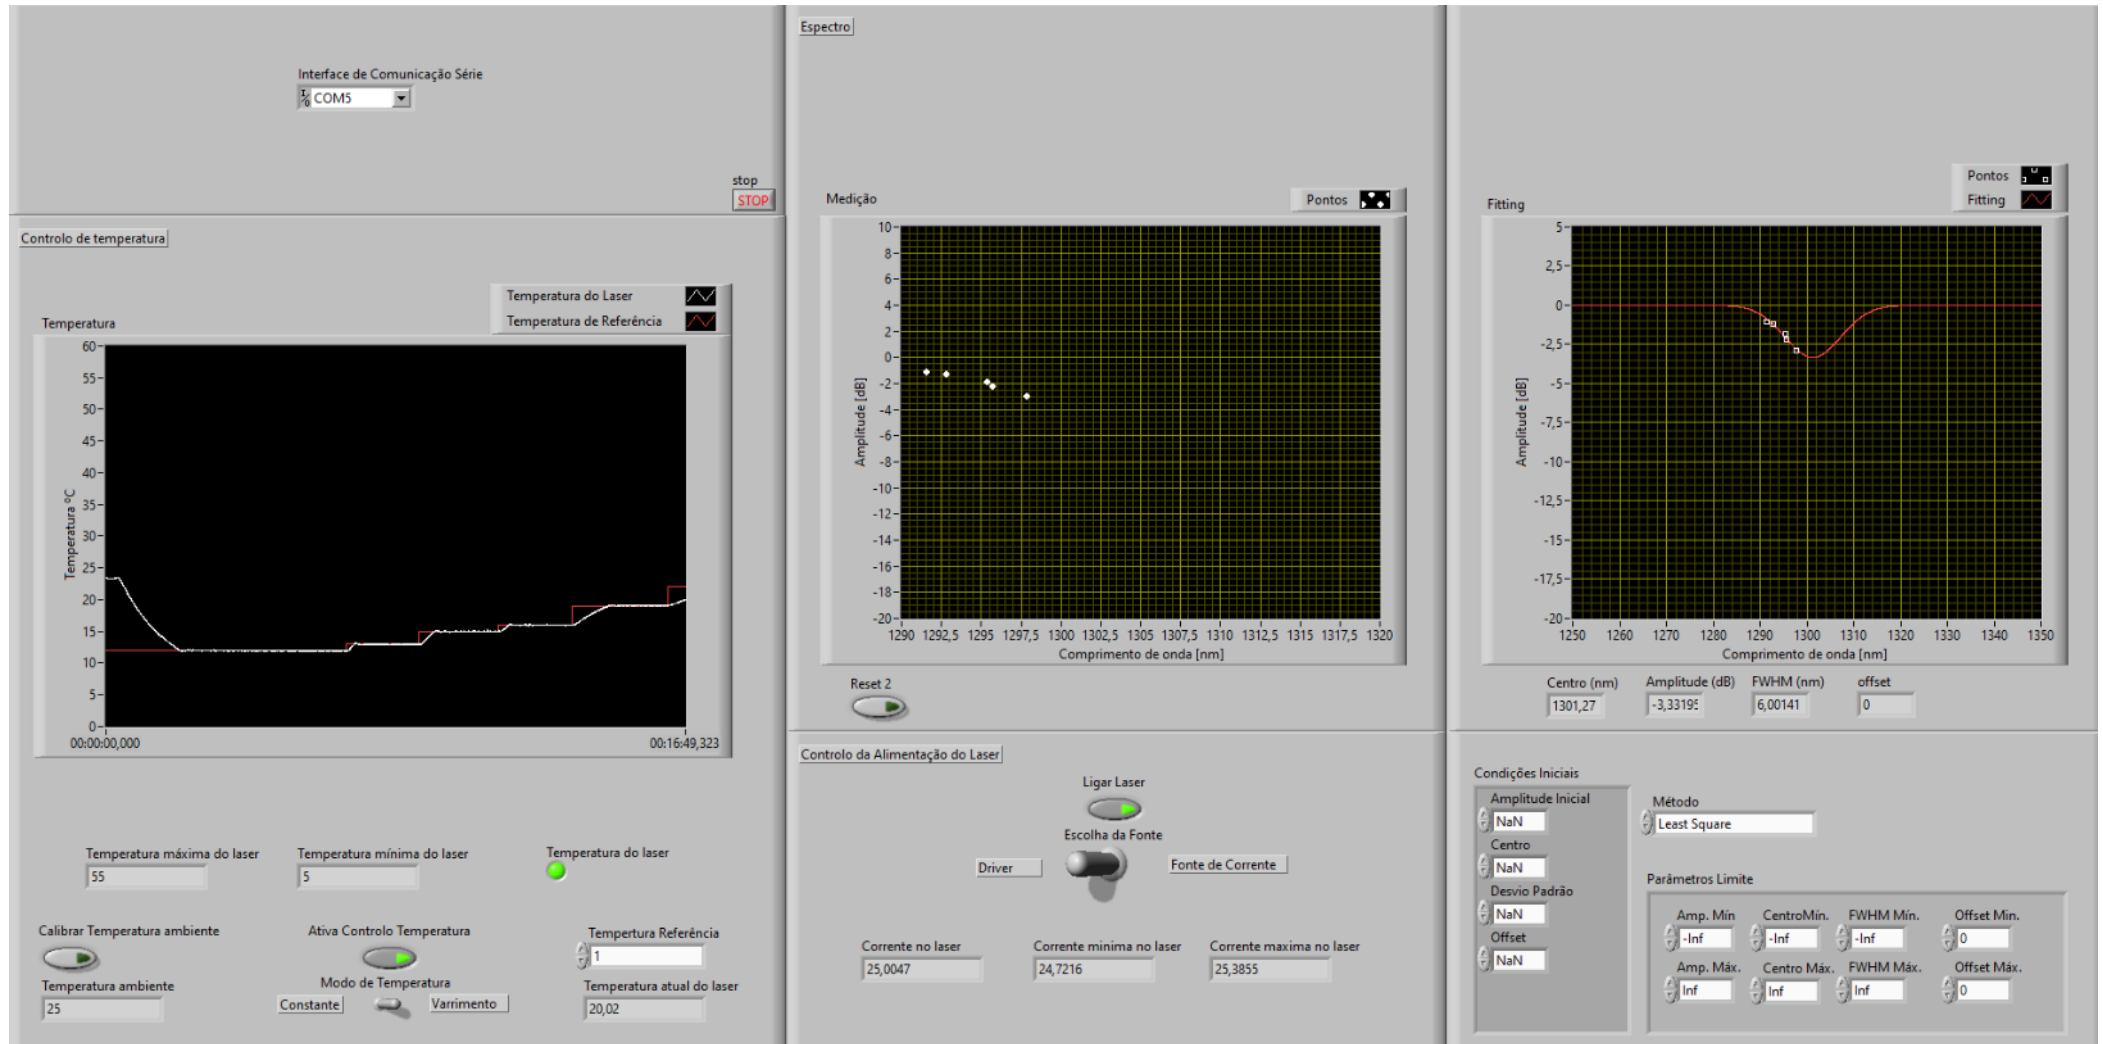 Interface de Comunicação Série
COM5
stop
STOP
Controlo de temperatura
Temperatura do Laser
Temperatura de Referência
Temperatura
60
55
50
45
40
35
30
25
20
15
10
5
0
Temperatura ºC
00:00:00,000
00:16:49,323
Temperatura máxima do laser
55
Temperatura mínima do laser
5
Temperatura do laser
Calibrar Temperatura ambiente
Ativa Controlo Temperatura
Tempertura Referência
1
Temperatura ambiente
25
Modo de Temperatura
Constante
Varrimento
Temperatura atual do laser
20,02
Espectro
Medição
Pontos
10
8
6
4
2
0
-2
-4
-6
-8
-10
-12
-14
-16
-18
-20
Amplitude [dB]
1290 1292,5 1295 1297,5 1300 1302,5 1305 1307,5 1310 1312,5 1315 1317,5 1320
Comprimento de onda [nm]
Reset 2
Controlo da Alimentação do Laser
Ligar Laser
Escolha da Fonte
Driver
Fonte de Corrente
Corrente no laser
25,0047
Corrente minima no laser
24,7216
Corrente maxima no laser
25,3855
Pontos
Fitting
Fitting
5
2,5
0
-2,5
-5
-7,5
-10
-12,5
-15
-17,5
-20
Amplitude [dB]
1250 1260 1270 1280 1290 1300 1310 1320 1330 1340 1350
Comprimento de onda [nm]
Centro (nm)
1301,27
Amplitude (dB)
-3,33195
FWHM (nm)
6,00141
offset
0
Condições Iniciais
Amplitude Inicial
NaN
Centro
NaN
Desvio Padrão
NaN
Offset
NaN
Método
Least Square
Parâmetros Limite
Amp. Mín
-Inf
CentroMín.
-Inf
FWHM Mín.
-Inf
Offset Min.
0
Amp. Máx.
Inf
Centro Máx.
Inf
FWHM Máx.
Inf
Offset Máx.
0